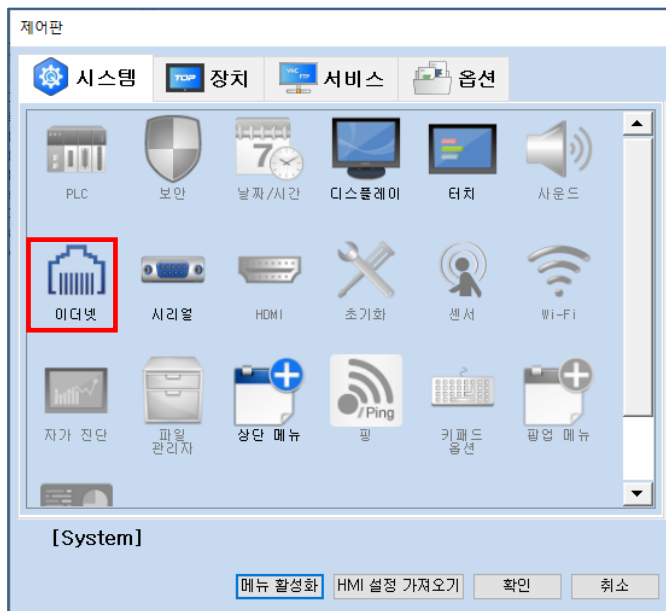 제어판
시스템
TOP
장치
VNC
FTP
서비스
옵션
PLC
보안
7
날짜/시간
디스플레이
터치
사운드
이더넷
시리얼
HDMI
초기화
센서
Wi-Fi
자가 진단
파일
관리자
상단 메뉴
/Ping
핑
키패드
옵션
팝업 메뉴
[System]
메뉴 활성화
HMI 설정 가져오기
확인
취소